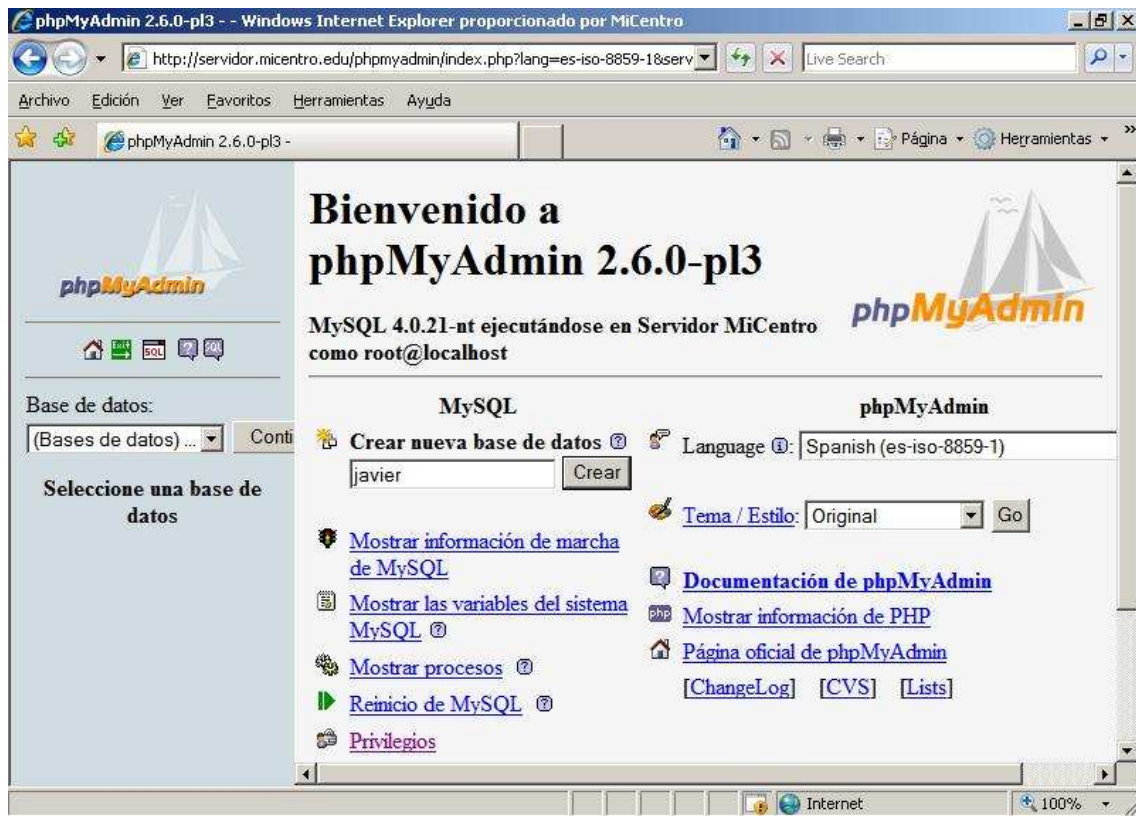 phpMyAdmin 2.6.0-pl3 - - Windows Internet Explorer proporcionado por MiCentro
http://servidor.micentro.edu/phpmyadmin/index.php?lang=es-iso-8859-1&serv
Live Search
Archivo Edición Ver Favoritos Herramientas Ayuda
phpMyAdmin 2.6.0-pl3 -
Página Herramientas
phpMyAdmin
Exit SQL SQL
Base de datos:
(Bases de datos) ... Conti
Seleccione una base de
datos
Bienvenido a
phpMyAdmin 2.6.0-pl3
phpMyAdmin
MySQL 4.0.21-nt ejecutándose en Servidor MiCentro
como root@localhost
MySQL
Crear nueva base de datos
javier Crear
Mostrar información de marcha
de MySQL
Mostrar las variables del sistema
MySQL
Mostrar procesos
Reinicio de MySQL
Privilegios
phpMyAdmin
Language : Spanish (es-iso-8859-1)
Tema / Estilo: Original Go
Documentación de phpMyAdmin
php Mostrar información de PHP
Página oficial de phpMyAdmin
[ChangeLog] [CVS] [Lists]
Internet 100%